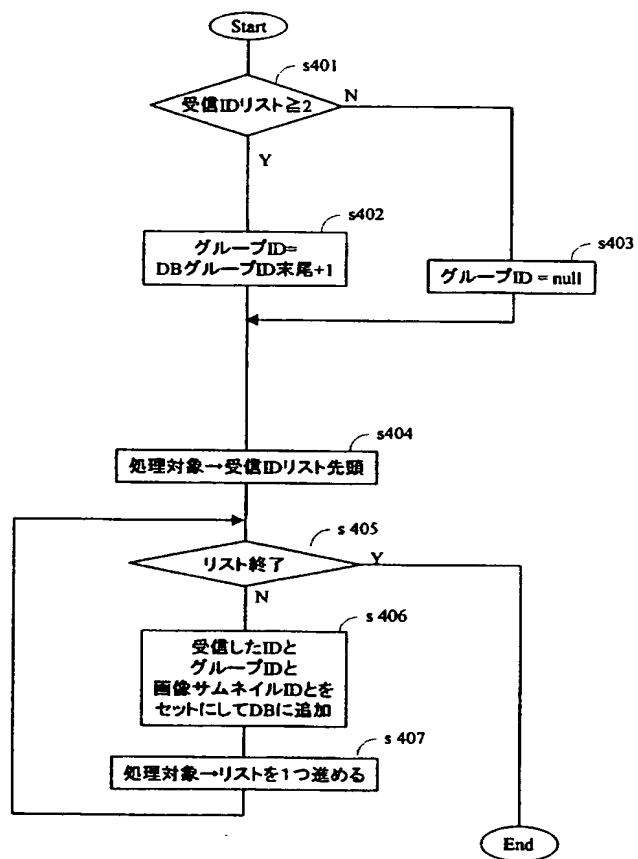 Start
s401
受信IDリスト≧2
N
Y
s402
グループID=
DBグループID末尾+1
s403
グループID = null
s404
処理対象→受信IDリスト先頭
s 405
リスト終了
Y
N
s 406
受信したIDと
グループIDと
画像サムネイルIDとを
セットにしてDBに追加
s 407
処理対象→リストを1つ進める
End